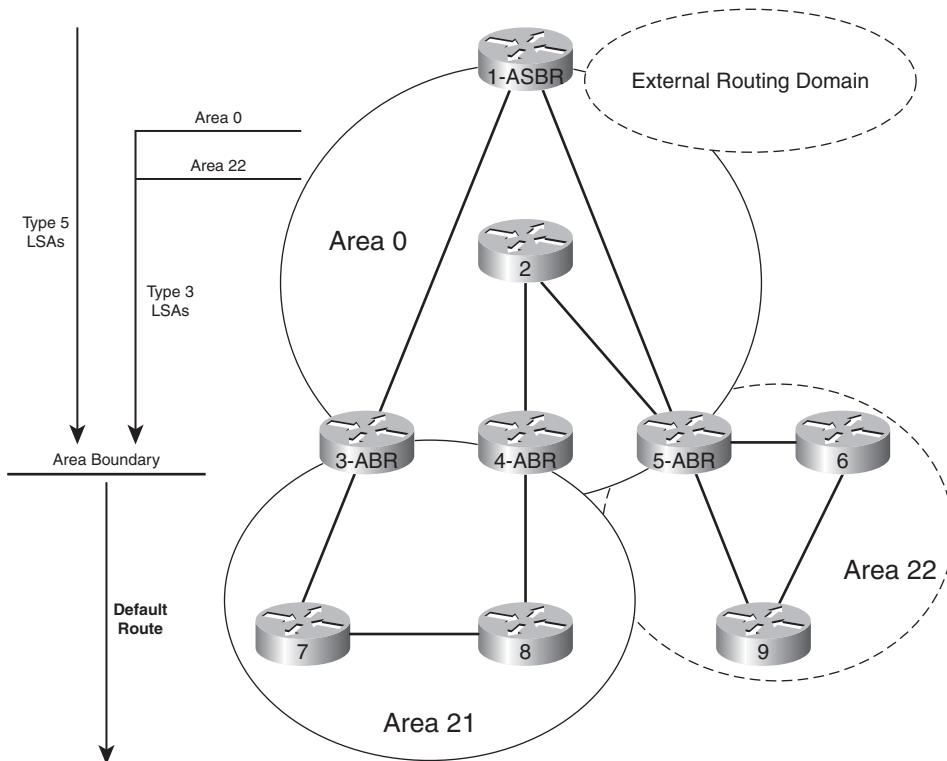 1-ASBR
External Routing Domain
Area 0
Area 22
Type 5
LSAs
Area 0
2
Type 3
LSAs
3-ABR
4-ABR
5-ABR
6
Area Boundary
Area 22
Default
Route
7
8
9
Area 21